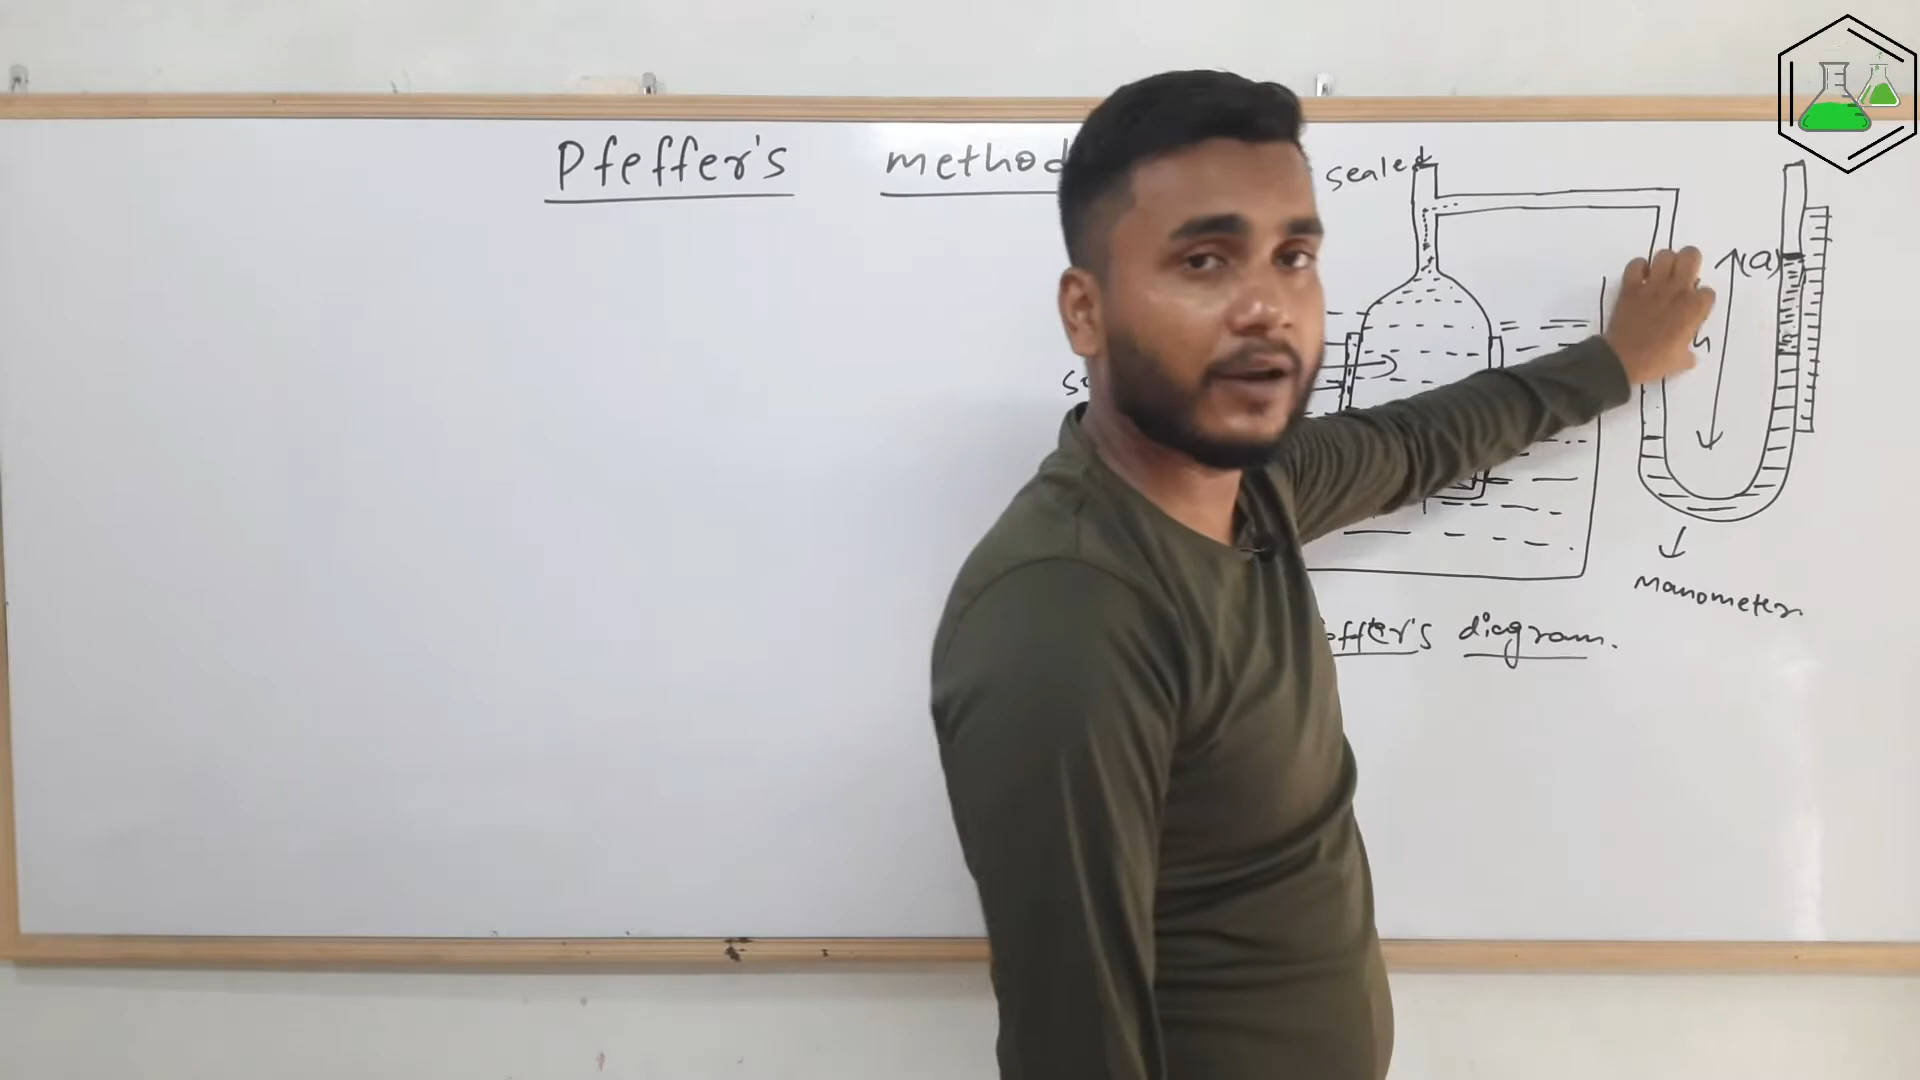 Pfeffer's method
sealed
(a)
h
manometer
diagram.